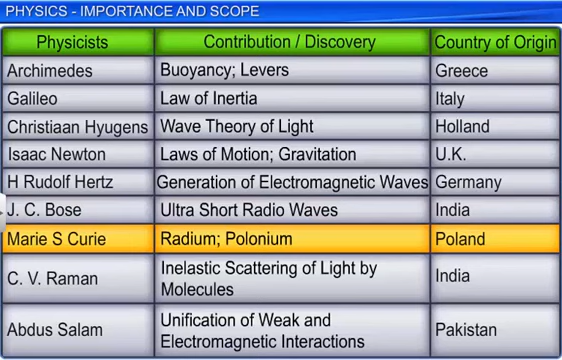 PHYSICS - IMPORTANCE AND SCOPE
Physicists Contribution / Discovery Country of Origin
Archimedes Buoyancy; Levers Greece
Galileo Law of Inertia Italy
Christiaan Hyugens Wave Theory of Light Holland
Isaac Newton Laws of Motion; Gravitation U.K.
H Rudolf Hertz Generation of Electromagnetic Waves Germany
J. C. Bose Ultra Short Radio Waves India
Marie S Curie Radium; Polonium Poland
C. V. Raman Inelastic Scattering of Light by
Molecules India
Abdus Salam Unification of Weak and
Electromagnetic Interactions Pakistan